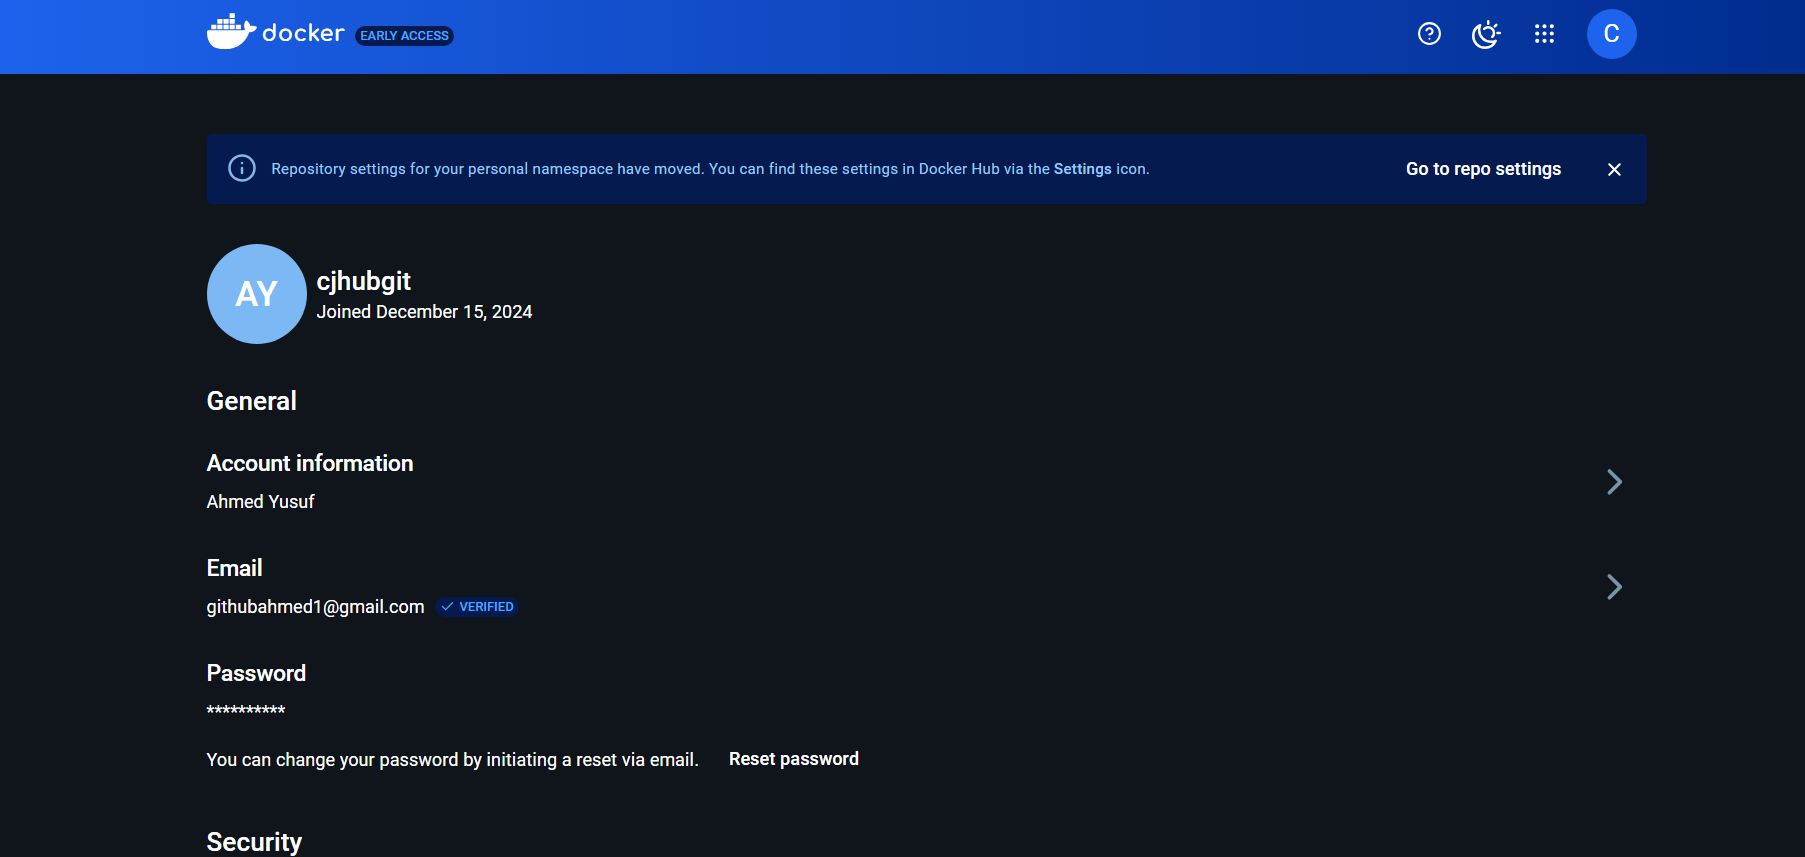 docker EARLY ACCESS C
Repository settings for your personal namespace have moved. You can find these settings in Docker Hub via the Settings icon. Go to repo settings
AY
cjhubgit
Joined December 15, 2024
General
Account information
Ahmed Yusuf
Email
githubahmed1@gmail.com VERIFIED
Password
**********
You can change your password by initiating a reset via email. Reset password
Security